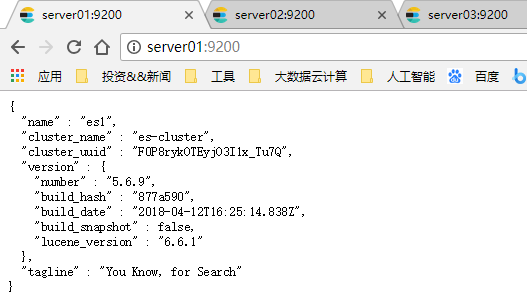 server01:9200
server02:9200
server03:9200
server01:9200
应用 投资&&新闻 工具 大数据云计算 人工智能 百度
{
"name" : "es1",
"cluster_name" : "es-cluster",
"cluster_uuid" : "FOP8rykOTEyjO3I1x_Tu7Q",
"version" : {
"number" : "5.6.9",
"build_hash" : "877a590",
"build_date" : "2018-04-12T16:25:14.838Z",
"build_snapshot" : false,
"lucene_version" : "6.6.1"
},
"tagline" : "You Know, for Search"
}